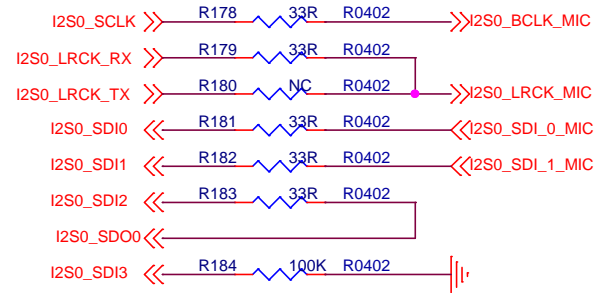 I2S0_SCLK R178 33R R0402 I2S0_BCLK_MIC
I2S0_LRCK_RX R179 33R R0402
I2S0_LRCK_TX R180 NC R0402 I2S0_LRCK_MIC
I2S0_SDI0 R181 33R R0402 I2S0_SDI_0_MIC
I2S0_SDI1 R182 33R R0402 I2S0_SDI_1_MIC
I2S0_SDI2 R183 33R R0402
I2S0_SDO0
I2S0_SDI3 R184 100K R0402